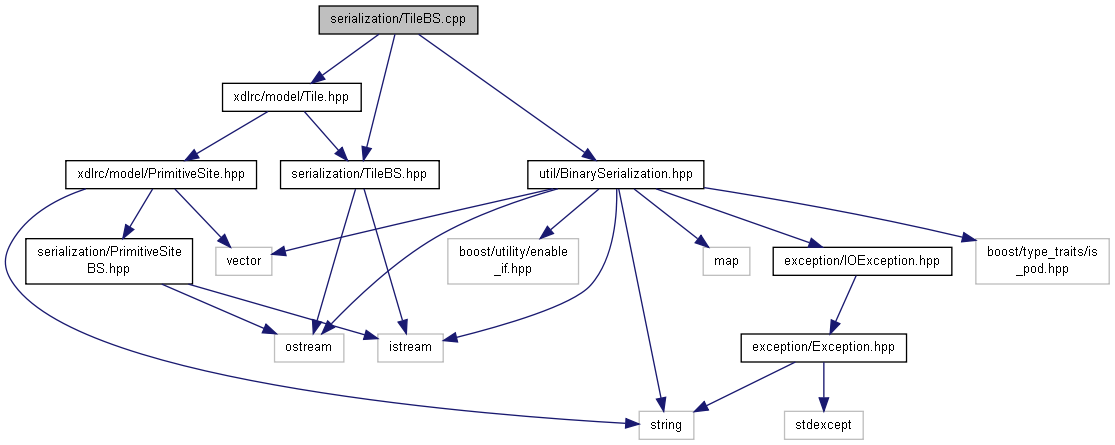 serialization/TileBS.cpp
xdlrc/model/Tile.hpp
xdlrc/model/PrimitiveSite.hpp
serialization/TileBS.hpp
util/BinarySerialization.hpp
serialization/PrimitiveSite
BS.hpp
vector
boost/utility/enable
_if.hpp
map
exception/IOException.hpp
boost/type_traits/is
_pod.hpp
ostream
istream
exception/Exception.hpp
string
stdexcept